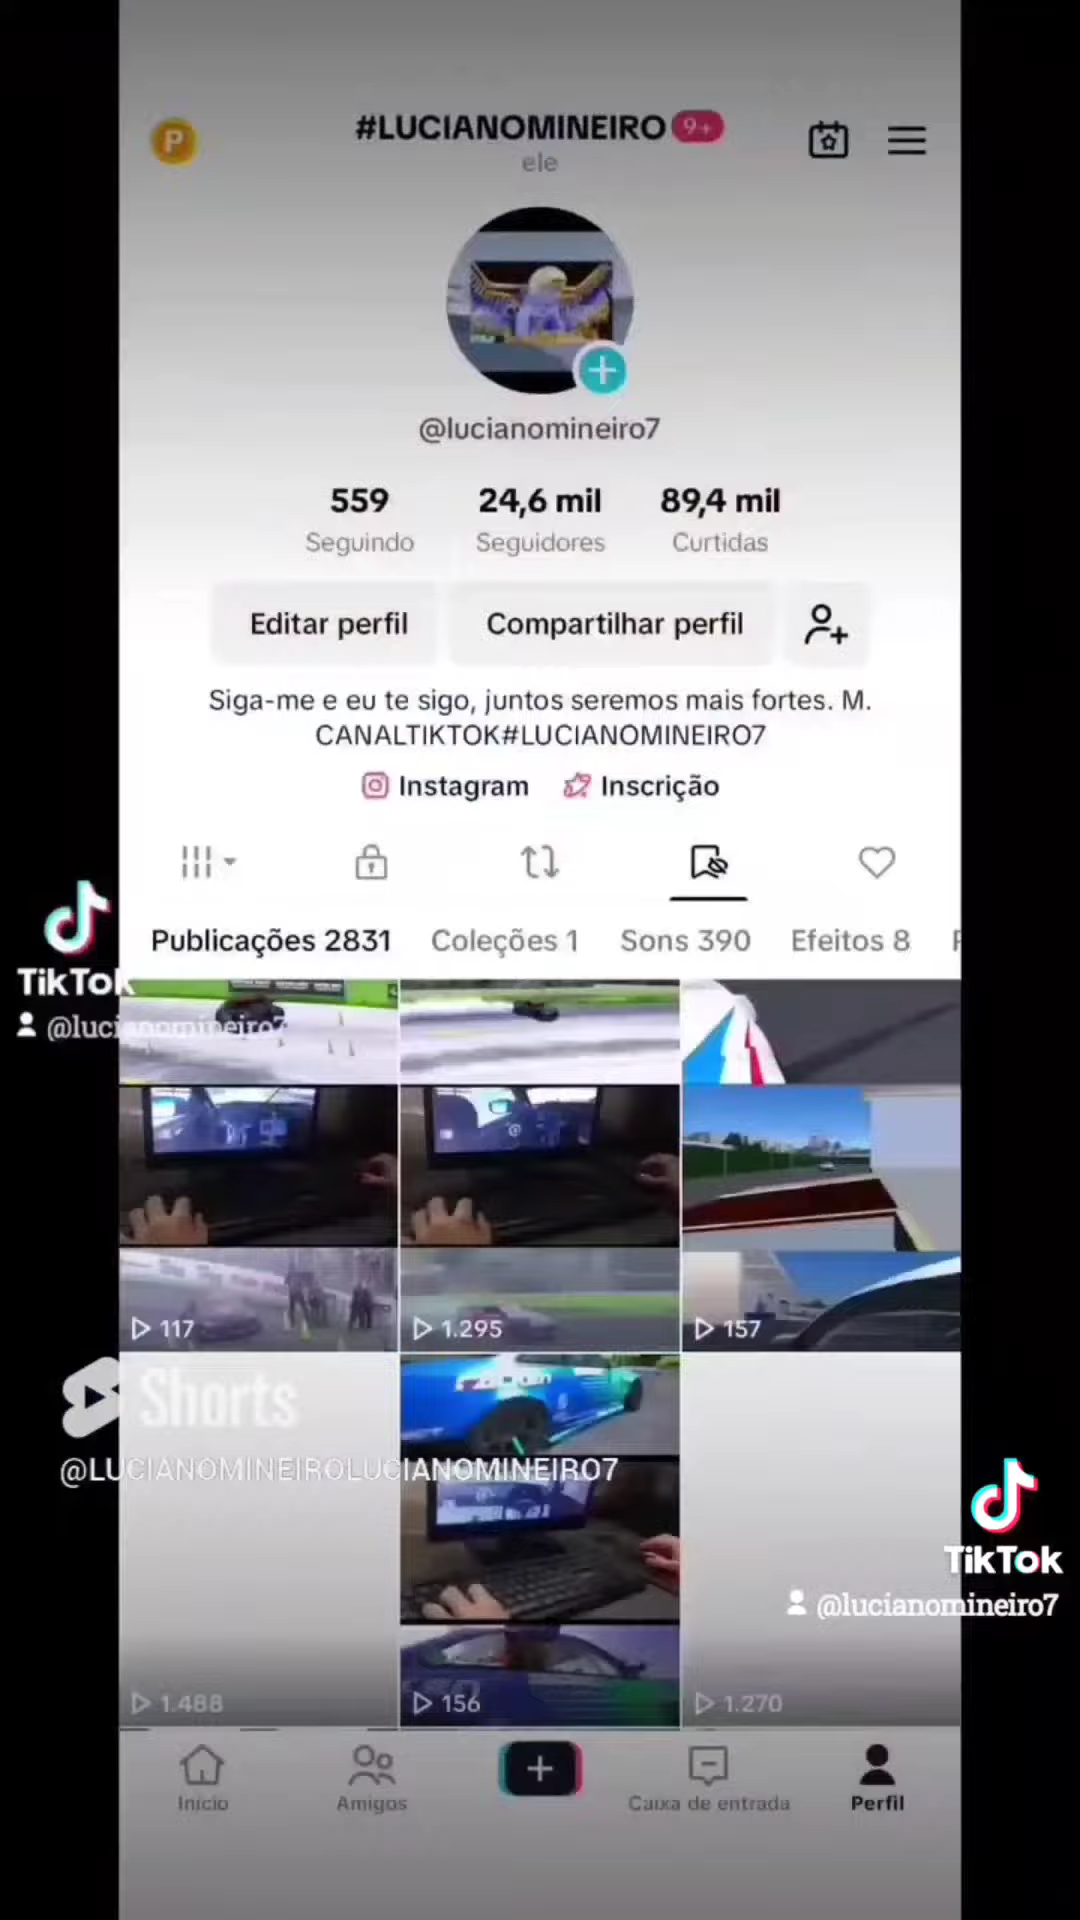 P
#LUCIANOMINEIRO 9+
ele
@lucianomineiro7
559 24,6 mil 89,4 mil
Seguindo Seguidores Curtidas
Editar perfil Compartilhar perfil
Siga-me e eu te sigo, juntos seremos mais fortes. M.
CANALTIKTOK#LUCIANOMINEIRO7
Instagram Inscrição
Publicações 2831 Coleções 1 Sons 390 Efeitos 8
TikTok
@lucianomineiro7
117 1.295 157
Shorts
@LUCIANOMINEIROLUCIANOMINEIRO7
TikTok
@lucianomineiro7
1.488 156 1.270
Início Amigos Caixa de entrada Perfil